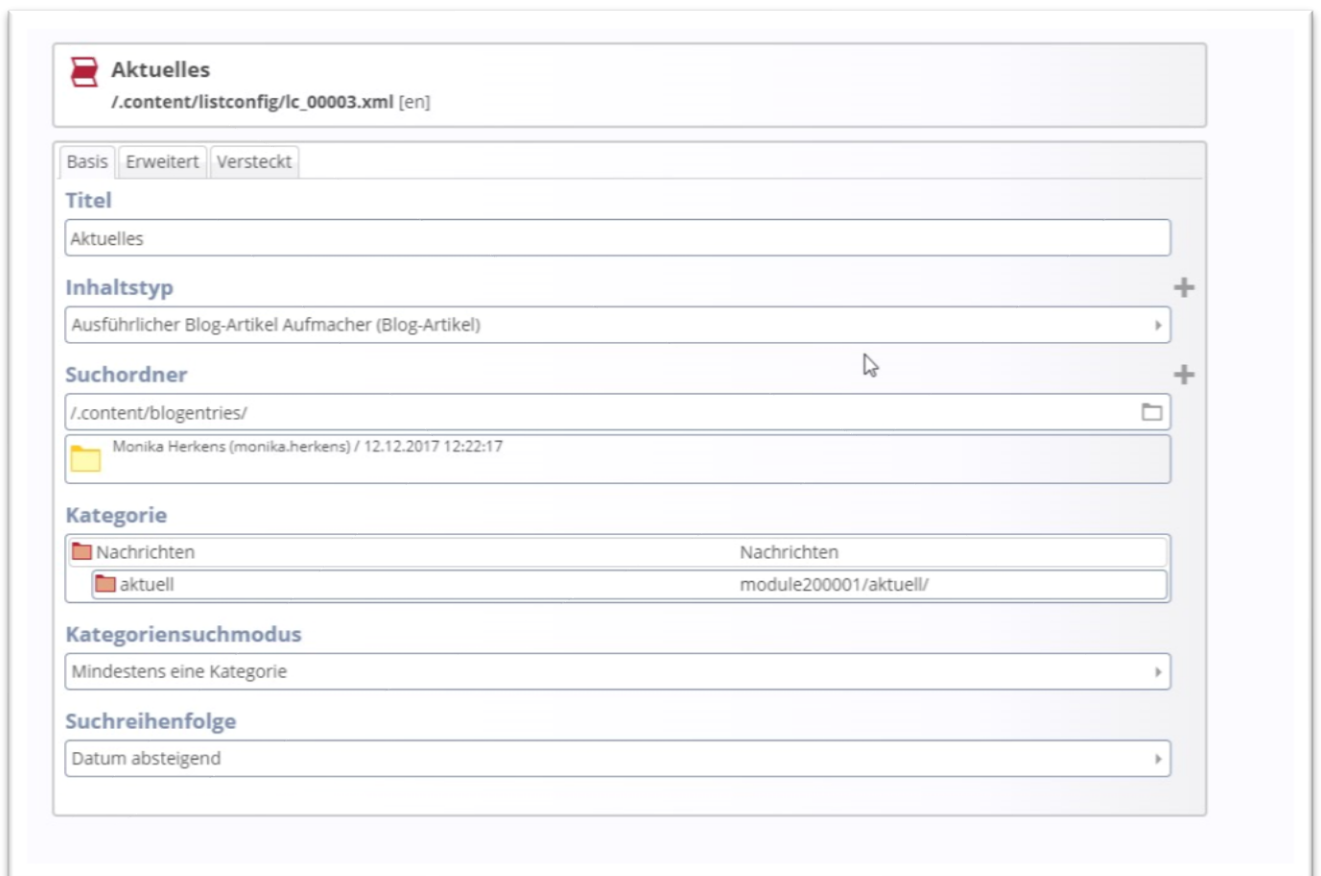 Aktuelles
/.content/listconfig/lc_00003.xml [en]
Basis Erweitert Versteckt
Titel
Aktuelles
Inhaltstyp
Ausführlicher Blog-Artikel Aufmacher (Blog-Artikel)
Suchordner
/.content/blogentries/
Monika Herkens (monika.herkens) / 12.12.2017 12:22:17
Kategorie
Nachrichten Nachrichten
aktuell module200001/aktuell/
Kategoriensuchmodus
Mindestens eine Kategorie
Suchreihenfolge
Datum absteigend